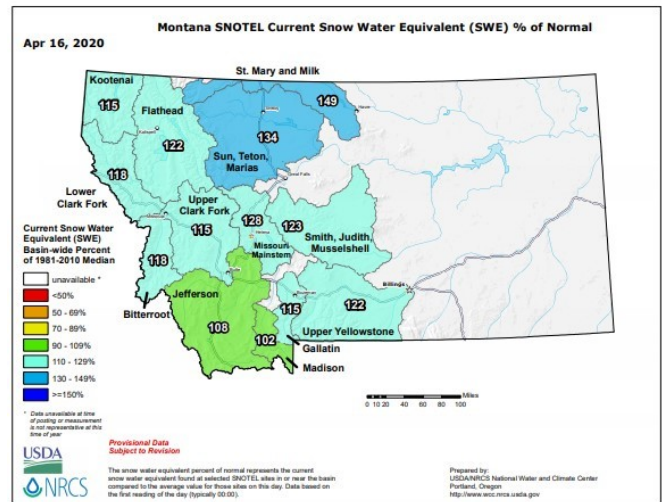 Montana SNOTEL Current Snow Water Equivalent (SWE) % of Normal
Apr 16, 2020
St. Mary and Milk
Kootenai
115
149
Flathead
122
134
Sun, Teton,
Marias
118
Great Falls
Lower
Clark Fork
Upper
Clark Fork
115
128
Missouri
Mainstem
123
Smith, Judith,
Musselshell
118
Bitterroot
Jefferson
108
102
115
122
Billings
Upper Yellowstone
Gallatin
Madison
Current Snow Water
Equivalent (SWE)
Basin-wide Percent
of 1981-2010 Median
unavailable *
<50%
50 - 69%
70 - 89%
90 - 109%
110 - 129%
130 - 149%
>=150%
* Data unavailable at time
of posting or measurement
is not representative at this
time of year
Miles
0 10 20 40 60 80 100
USDA
NRCS
Provisional Data
Subject to Revision
The snow water equivalent percent of normal represents the current
snow water equivalent found at selected SNOTEL sites in or near the basin
compared to the average value for those sites on this day. Data based on
the first reading of the day (typically 00:00).
Prepared by:
USDA/NRCS National Water and Climate Center
Portland, Oregon
http://www.wcc.nrcs.usda.gov